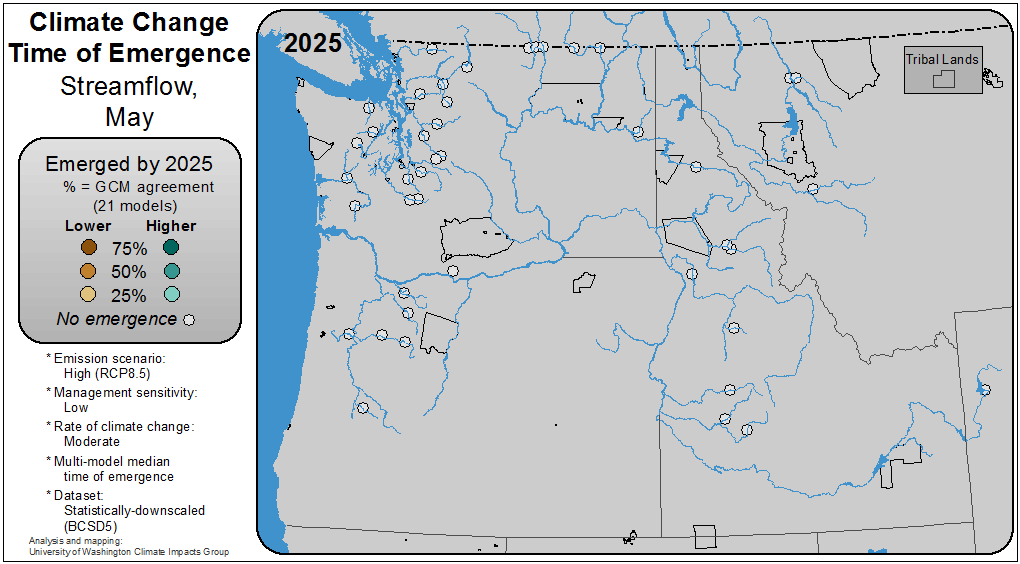 Climate Change
Time of Emergence
Streamflow,
May
Emerged by 2025
% = GCM agreement
(21 models)
Lower Higher
75%
50%
25%
No emergence
* Emission scenario:
High (RCP8.5)
* Management sensitivity:
Low
* Rate of climate change:
Moderate
* Multi-model median
time of emergence
* Dataset:
Statistically-downscaled
(BCSD5)
Analysis and mapping:
University of Washington Climate Impacts Group
2025
Tribal Lands